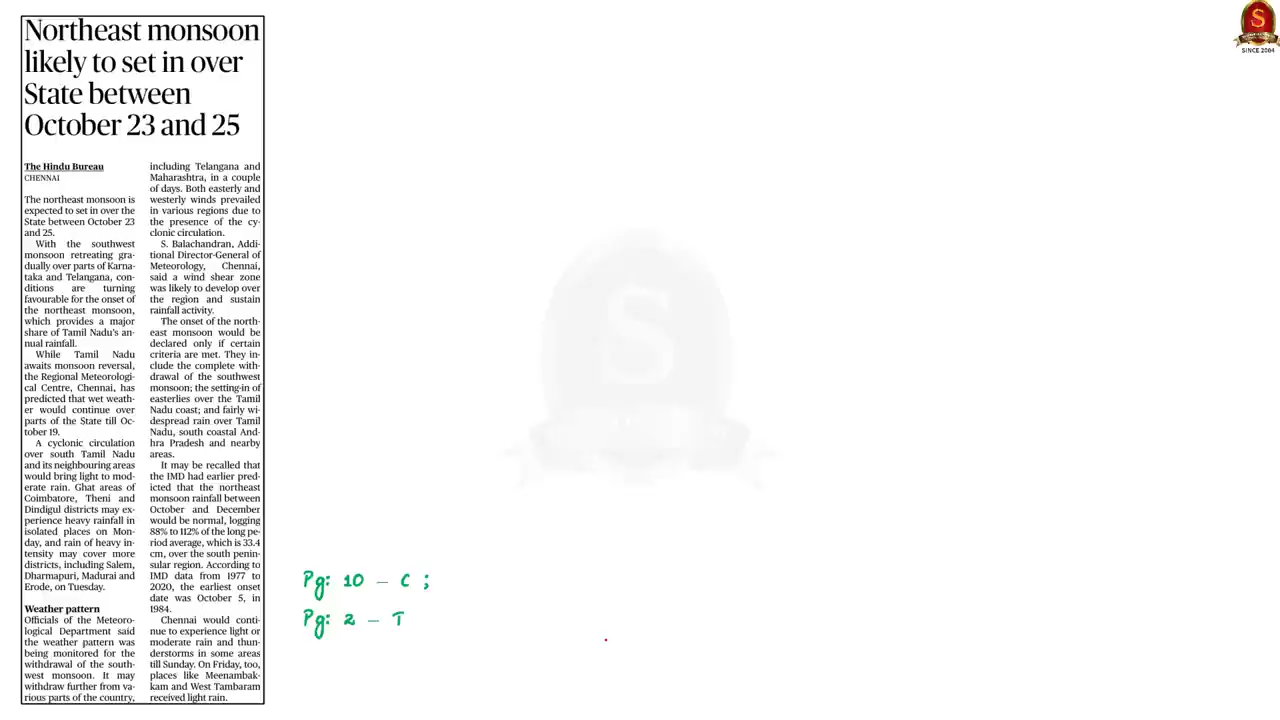 Northeast monsoon
likely to set in over
State between
October 23 and 25
The Hindu Bureau
CHENNAI
The northeast monsoon is
expected to set in over the
State between October 23
and 25.
With the southwest
monsoon retreating gra-
dually over parts of Karna-
taka and Telangana, con-
ditions are turning
favourable for the onset of
the northeast monsoon,
which provides a major
share of Tamil Nadu's an-
nual rainfall.
While Tamil Nadu
awaits monsoon reversal,
the Regional Meteorologi-
cal Centre, Chennai, has
predicted that wet weath-
er would continue over
parts of the State till Oc-
tober 19.
A cyclonic circulation
over south Tamil Nadu
and its neighbouring areas
would bring light to mod-
erate rain. Ghat areas of
Coimbatore, Theni and
Dindigul districts may ex-
perience heavy rainfall in
isolated places on Mon-
day, and rain of heavy in-
tensity may cover more
districts, including Salem,
Dharmapuri, Madurai and
Erode, on Tuesday.
Weather pattern
Officials of the Meteoro-
logical Department said
the weather pattern was
being monitored for the
withdrawal of the south-
west monsoon. It may
withdraw further from va-
rious parts of the country,
including Telangana and
Maharashtra, in a couple
of days. Both easterly and
westerly winds prevailed
in various regions due to
the presence of the cy-
clonic circulation.
S. Balachandran, Addi-
tional Director-General of
Meteorology, Chennai,
said a wind shear zone
was likely to develop over
the region and sustain
rainfall activity.
The onset of the north-
east monsoon would be
declared only if certain
criteria are met. They in-
clude the complete with-
drawal of the southwest
monsoon; the setting-in of
easterlies over the Tamil
Nadu coast; and fairly wi-
despread rain over Tamil
Nadu, south coastal And-
hra Pradesh and nearby
areas.
It may be recalled that
the IMD had earlier pred-
icted that the northeast
monsoon rainfall between
October and December
would be normal, logging
88% to 112% of the long pe-
riod average, which is 33.4
cm, over the south penin-
sular region. According to
IMD data from 1977 to
2020, the earliest onset
date was October 5, in
1984.
Chennai would conti-
nue to experience light or
moderate rain and thun-
derstorms in some areas
till Sunday. On Friday, too,
places like Meenambak-
kam and West Tambaram
received light rain.
Pg: 10 – C ;
Pg: 2 – T
S
SINCE 2004
S